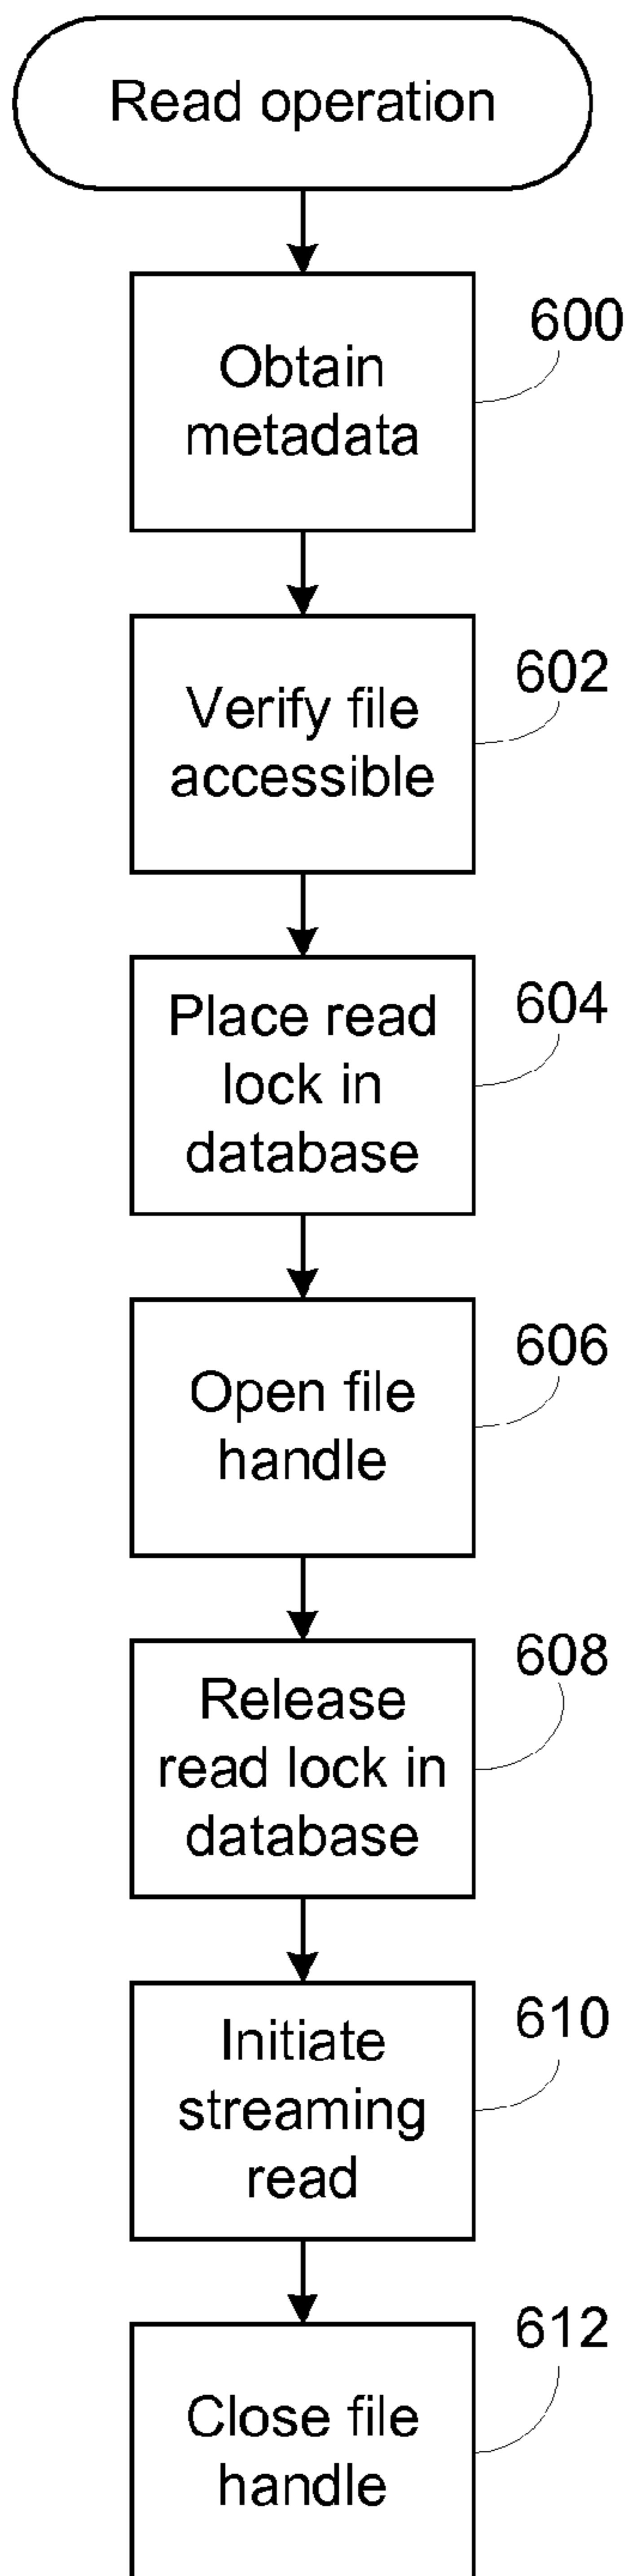 Read operation
600
Obtain
metadata
602
Verify file
accessible
604
Place read
lock in
database
606
Open file
handle
608
Release
read lock in
database
610
Initiate
streaming
read
612
Close file
handle